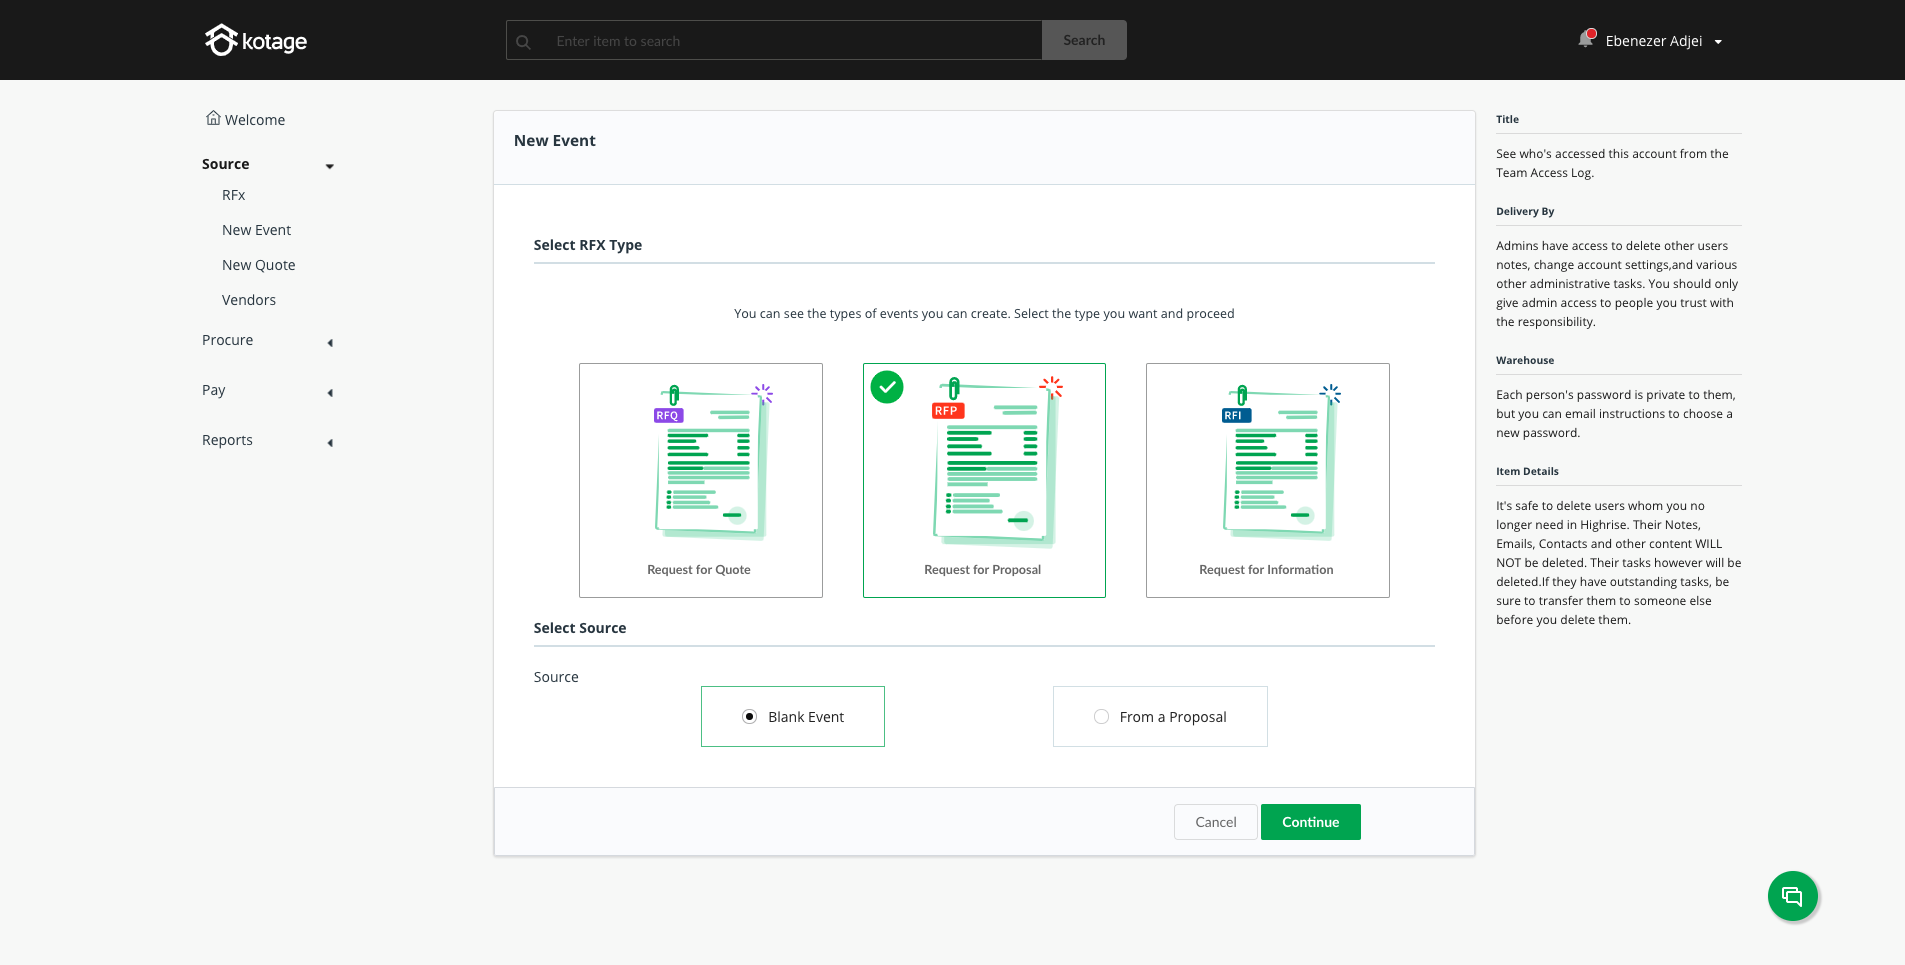 kotage
Enter item to search
Search
Ebenezer Adjei
Welcome
Source
RFx
New Event
New Quote
Vendors
Procure
Pay
Reports
New Event
Select RFX Type
You can see the types of events you can create. Select the type you want and proceed
RFQ
Request for Quote
RFP
Request for Proposal
RFI
Request for Information
Select Source
Source
Blank Event
From a Proposal
Cancel
Continue
Title
See who's accessed this account from the
Team Access Log.
Delivery By
Admins have access to delete other users
notes, change account settings,and various
other administrative tasks. You should only
give admin access to people you trust with
the responsibility.
Warehouse
Each person's password is private to them,
but you can email instructions to choose a
new password.
Item Details
It's safe to delete users whom you no
longer need in Highrise. Their Notes,
Emails, Contacts and other content WILL
NOT be deleted. Their tasks however will be
deleted.If they have outstanding tasks, be
sure to transfer them to someone else
before you delete them.